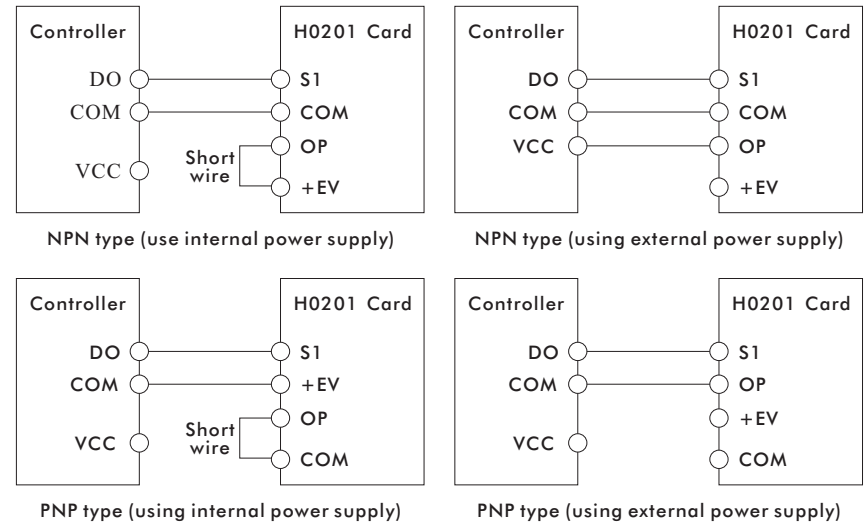 Controller
H0201 Card
DO
S1
COM
COM
OP
VCC
Short
wire
+EV
NPN type (use internal power supply)
Controller
H0201 Card
DO
S1
COM
COM
VCC
OP
+EV
NPN type (using external power supply)
Controller
H0201 Card
DO
S1
COM
+EV
OP
VCC
Short
wire
COM
PNP type (using internal power supply)
Controller
H0201 Card
DO
S1
COM
OP
+EV
VCC
COM
PNP type (using external power supply)